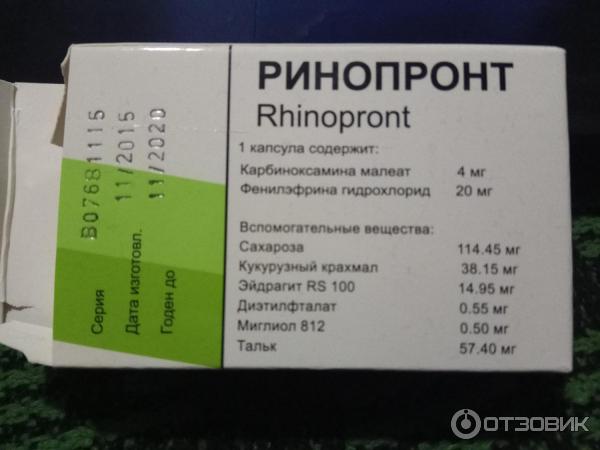 РИНОПРОНТ
Rhinopront
1 капсула содержит:
Карбиноксамина малеат 4 мг
Фенилэфрина гидрохлорид 20 мг
Вспомогательные вещества:
Сахароза 114.45 мг
Кукурузный крахмал 38.15 мг
Эйдрагит RS 100 14.95 мг
Диэтилфталат 0.55 мг
Миглиол 812 0.50 мг
Тальк 57.40 мг
Серия B07681115
Дата изготовл. 11/2015
Годен до 11/2020
ОТЗОВИК